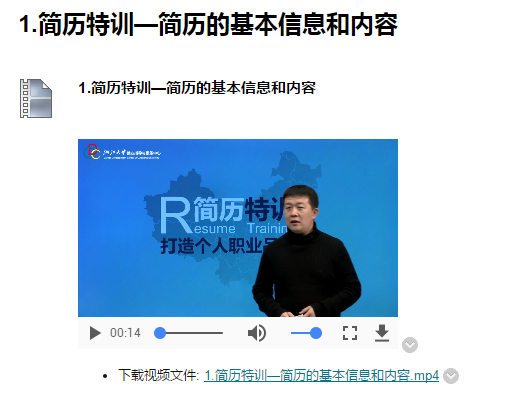 1.简历特训—简历的基本信息和内容
1.简历特训—简历的基本信息和内容
R简历特训
esume Training
打造个人职业品
00:14
下载视频文件: 1.简历特训—简历的基本信息和内容.mp4